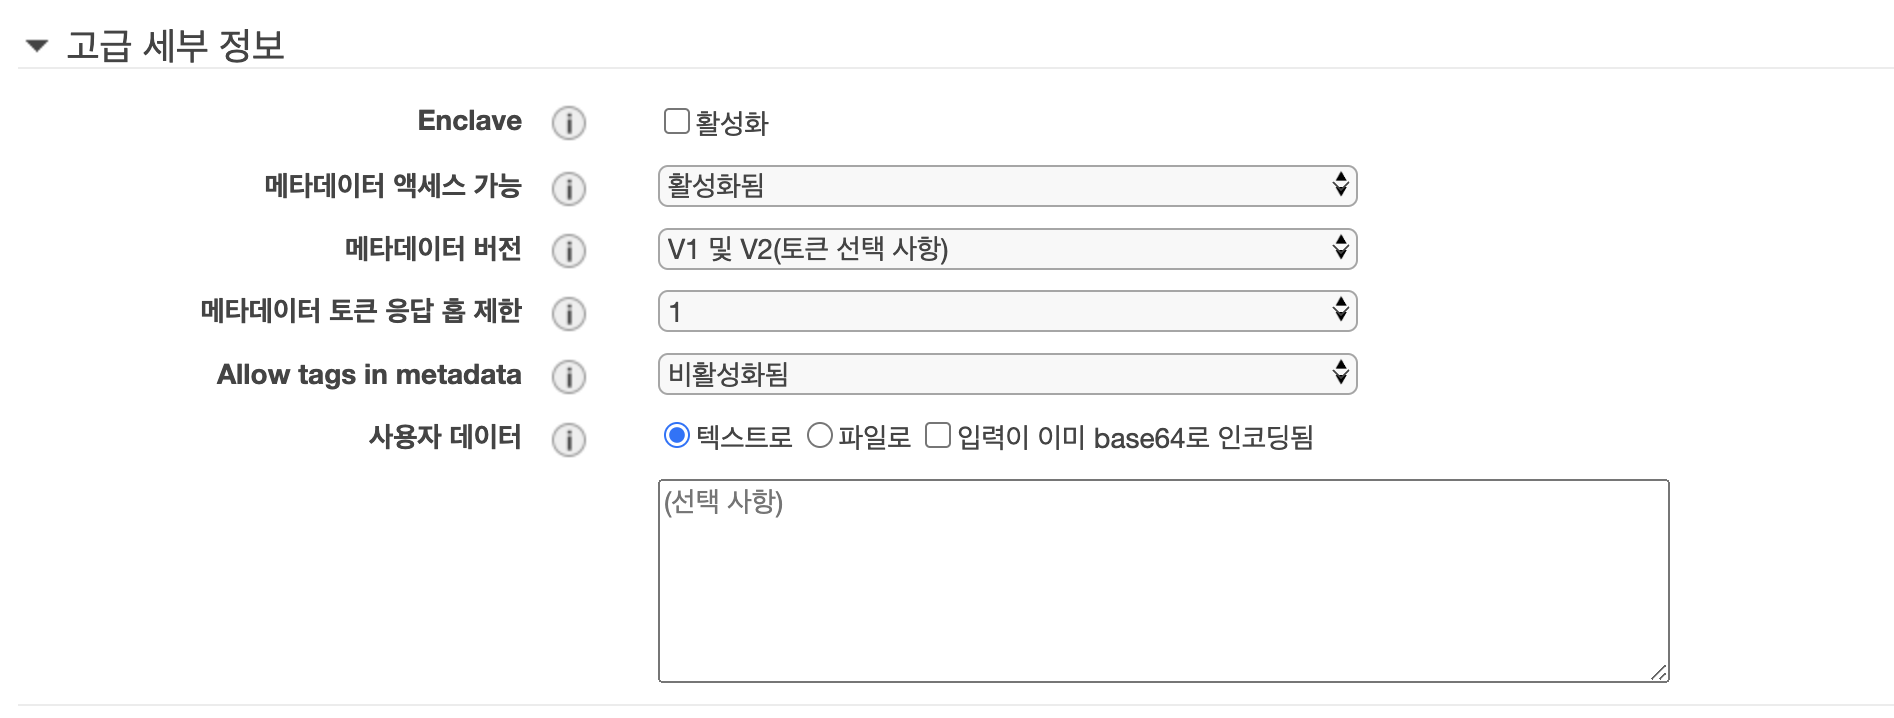 고급 세부 정보
Enclave 활성화
메타데이터 액세스 가능 활성화됨
메타데이터 버전 V1 및 V2(토큰 선택 사항)
메타데이터 토큰 응답 홉 제한 1
Allow tags in metadata 비활성화됨
사용자 데이터 텍스트로 파일로 입력이 이미 base64로 인코딩됨
(선택 사항)